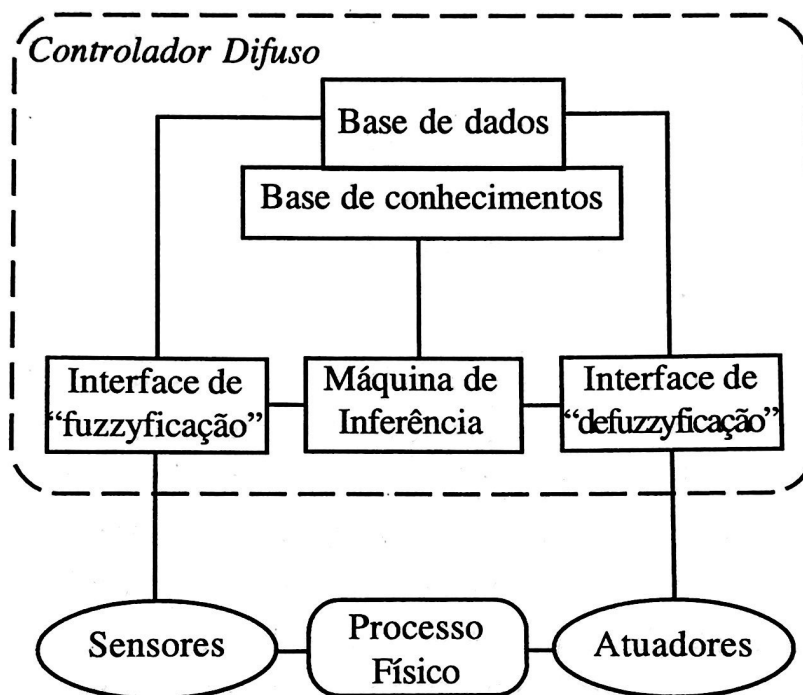 Controlador Difuso
Base de dados
Base de conhecimentos
Interface de
“fuzzyficação”
Máquina de
Inferência
Interface de
“defuzzyficação”
Sensores
Processo
Físico
Atuadores